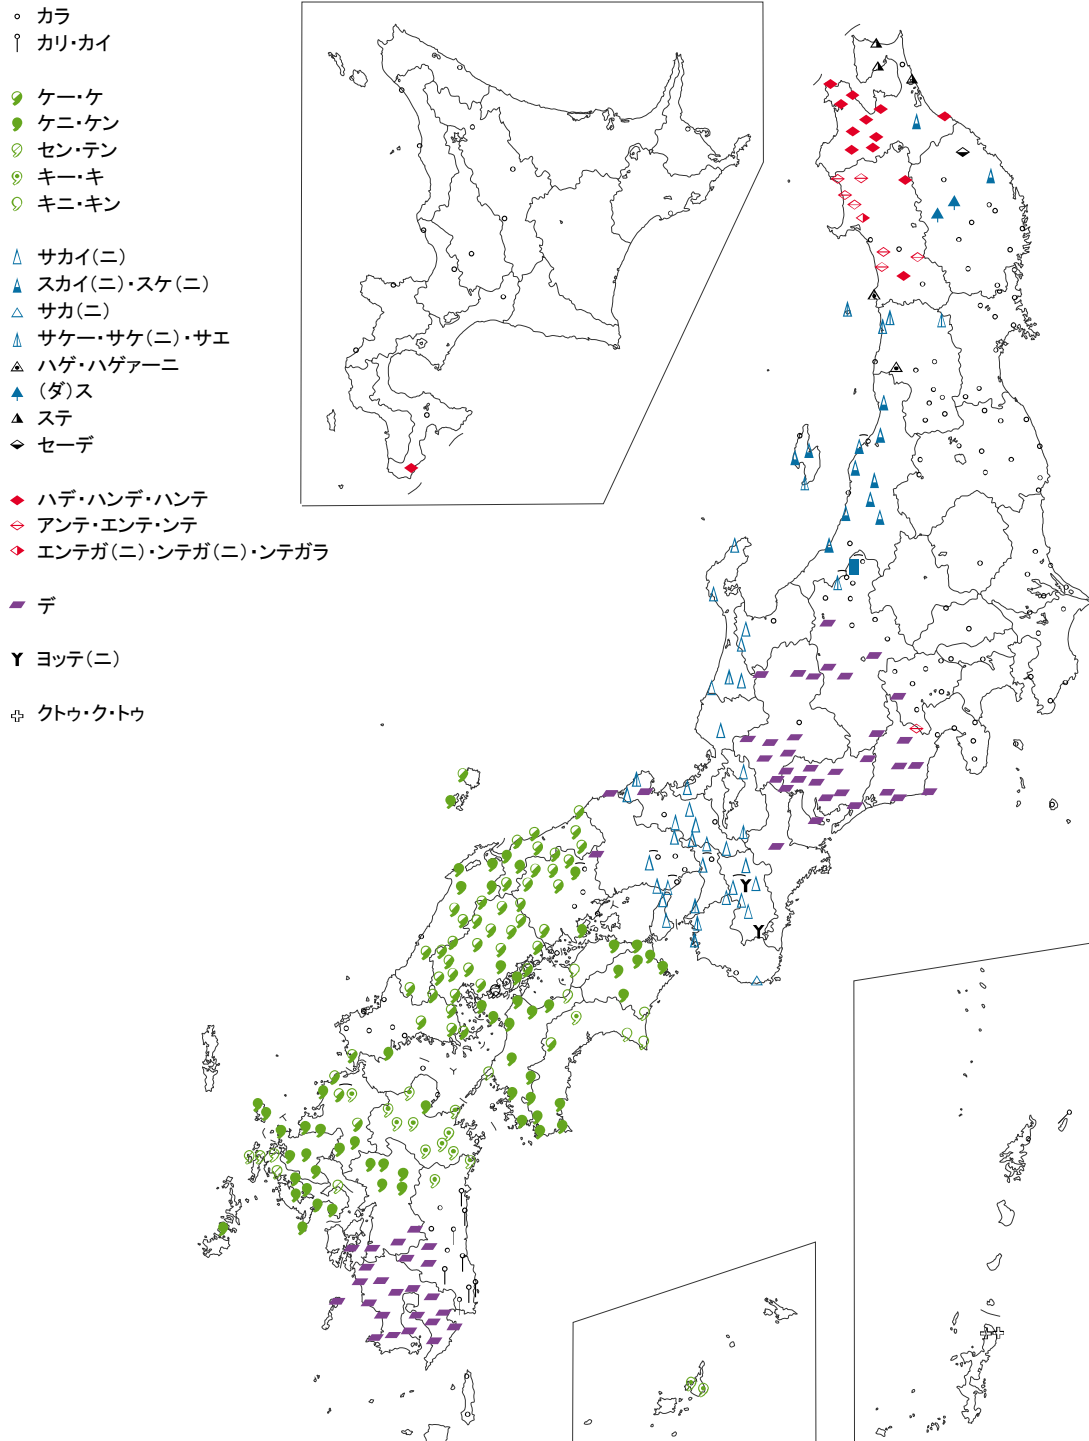 カラ
カリ・カイ
ケー・ケ
ケニ・ケン
セン・テン
キー・キ
キニ・キン
サカイ（ニ）
スカイ（ニ）・スケ（ニ）
サカ（ニ）
サケー・サケ（ニ）・サエ
ハゲ・ハゲァーニ
（ダ）ス
ステ
セーデ
ハデ・ハンデ・ハンテ
アンテ・エンテ・ンテ
エンテガ（ニ）・ンテガ（ニ）・ンテガラ
デ
ヨッテ（ニ）
クトゥ・ク・トゥ